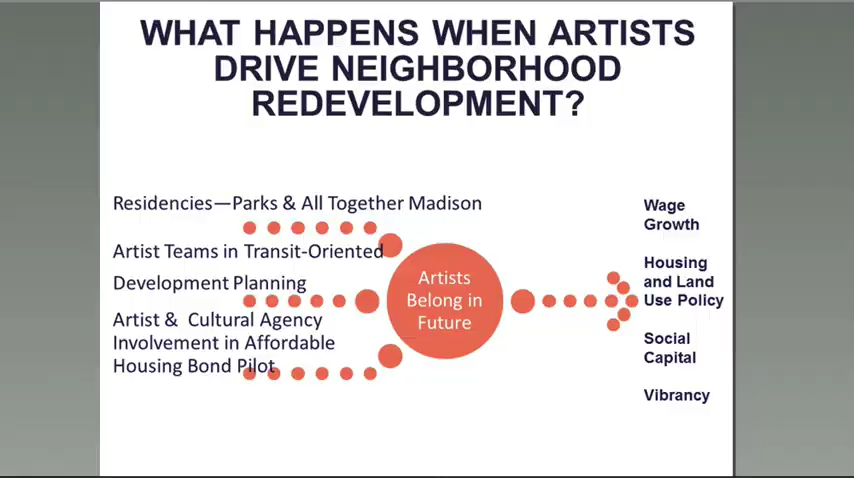 WHAT HAPPENS WHEN ARTISTS
DRIVE NEIGHBORHOOD
REDEVELOPMENT?
Residencies—Parks & All Together Madison
Artist Teams in Transit-Oriented
Development Planning
Artist & Cultural Agency
Involvement in Affordable
Housing Bond Pilot
Artists
Belong in
Future
Wage
Growth
Housing
and Land
Use Policy
Social
Capital
Vibrancy